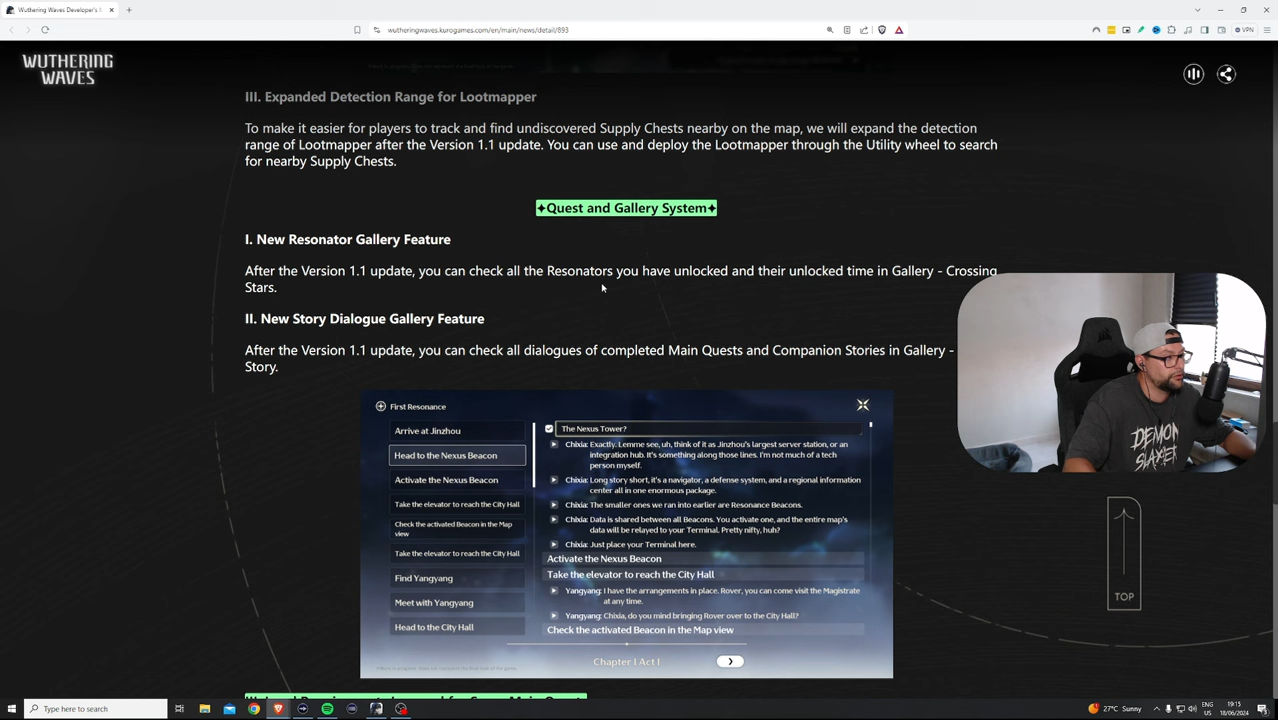 Wuthering Waves Developer's
wutheringwaves.kurogames.com/en/main/news/detail/893
VPN
WUTHERING
WAVES
III. Expanded Detection Range for Lootmapper
To make it easier for players to track and find undiscovered Supply Chests nearby on the map, we will expand the detection
range of Lootmapper after the Version 1.1 update. You can use and deploy the Lootmapper through the Utility wheel to search
for nearby Supply Chests.
✦Quest and Gallery System✦
I. New Resonator Gallery Feature
After the Version 1.1 update, you can check all the Resonators you have unlocked and their unlocked time in Gallery - Crossing
Stars.
II. New Story Dialogue Gallery Feature
After the Version 1.1 update, you can check all dialogues of completed Main Quests and Companion Stories in Gallery -
Story.
First Resonance
Arrive at Jinzhou
Head to the Nexus Beacon
Activate the Nexus Beacon
Take the elevator to reach the City Hall
Check the activated Beacon in the Map
view
Take the elevator to reach the City Hall
Find Yangyang
Meet with Yangyang
Head to the City Hall
The Nexus Tower?
Chixia: Exactly. Lemme see, uh, think of it as Jinzhou's largest server station, or an
integration hub. It's something along those lines. I'm not much of a tech
person myself.
Chixia: Long story short, it's a navigator, a defense system, and a regional information
center all in one enormous package.
Chixia: The smaller ones we ran into earlier are Resonance Beacons.
Chixia: Data is shared between all Beacons. You activate one, and the entire map's
data will be relayed to your Terminal. Pretty nifty, huh?
Chixia: Just place your Terminal here.
Activate the Nexus Beacon
Take the elevator to reach the City Hall
Yangyang: I have the arrangements in place. Rover, you can come visit the Magistrate
at any time.
Yangyang: Chixia, do you mind bringing Rover over to the City Hall?
Check the activated Beacon in the Map view
Chapter I Act I
DEMON
SLAYER
TOP
Type here to search
27°C Sunny
ENG
US
19:15
18/06/2024